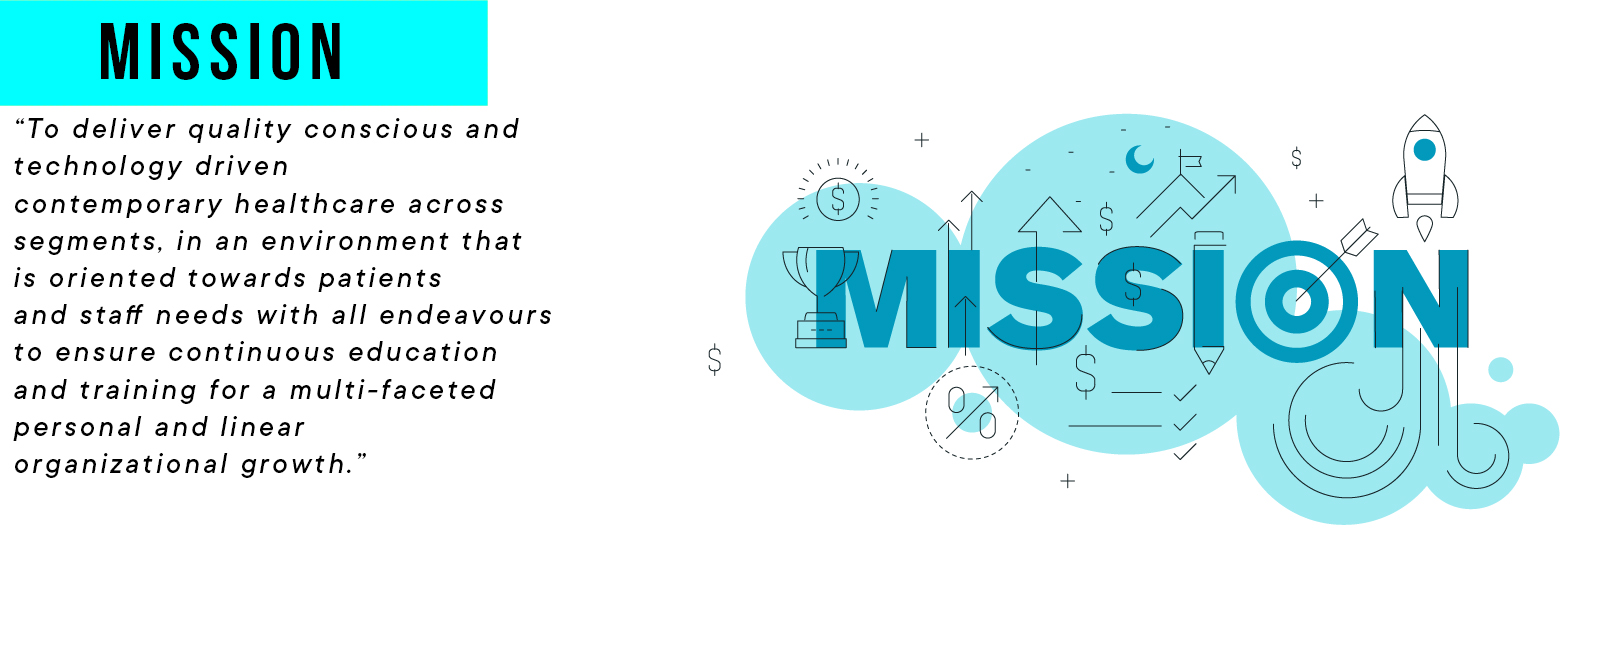 MISSION
“To deliver quality conscious and
technology driven
contemporary healthcare across
segments, in an environment that
is oriented towards patients
and staff needs with all endeavours
to ensure continuous education
and training for a multi-faceted
personal and linear
organizational growth.”
$
$
$
MISSION
$
$
$
%